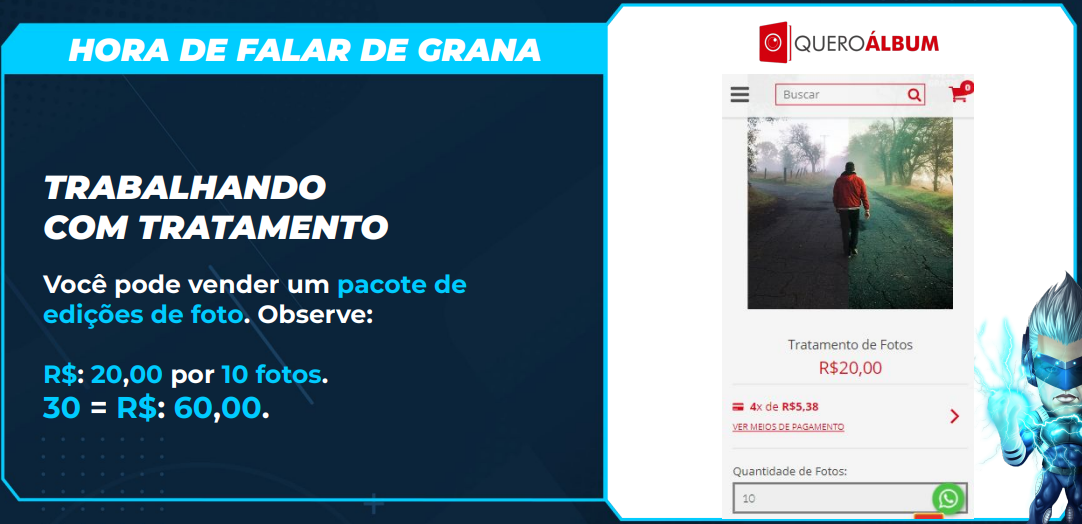 HORA DE FALAR DE GRANA
TRABALHANDO
COM TRATAMENTO
Você pode vender um pacote de
edições de foto. Observe:
R$: 20,00 por 10 fotos.
30 = R$: 60,00.
QUEROÁLBUM
Buscar
0
Tratamento de Fotos
R$20,00
4x de R$5,38
VER MEIOS DE PAGAMENTO
Quantidade de Fotos:
10